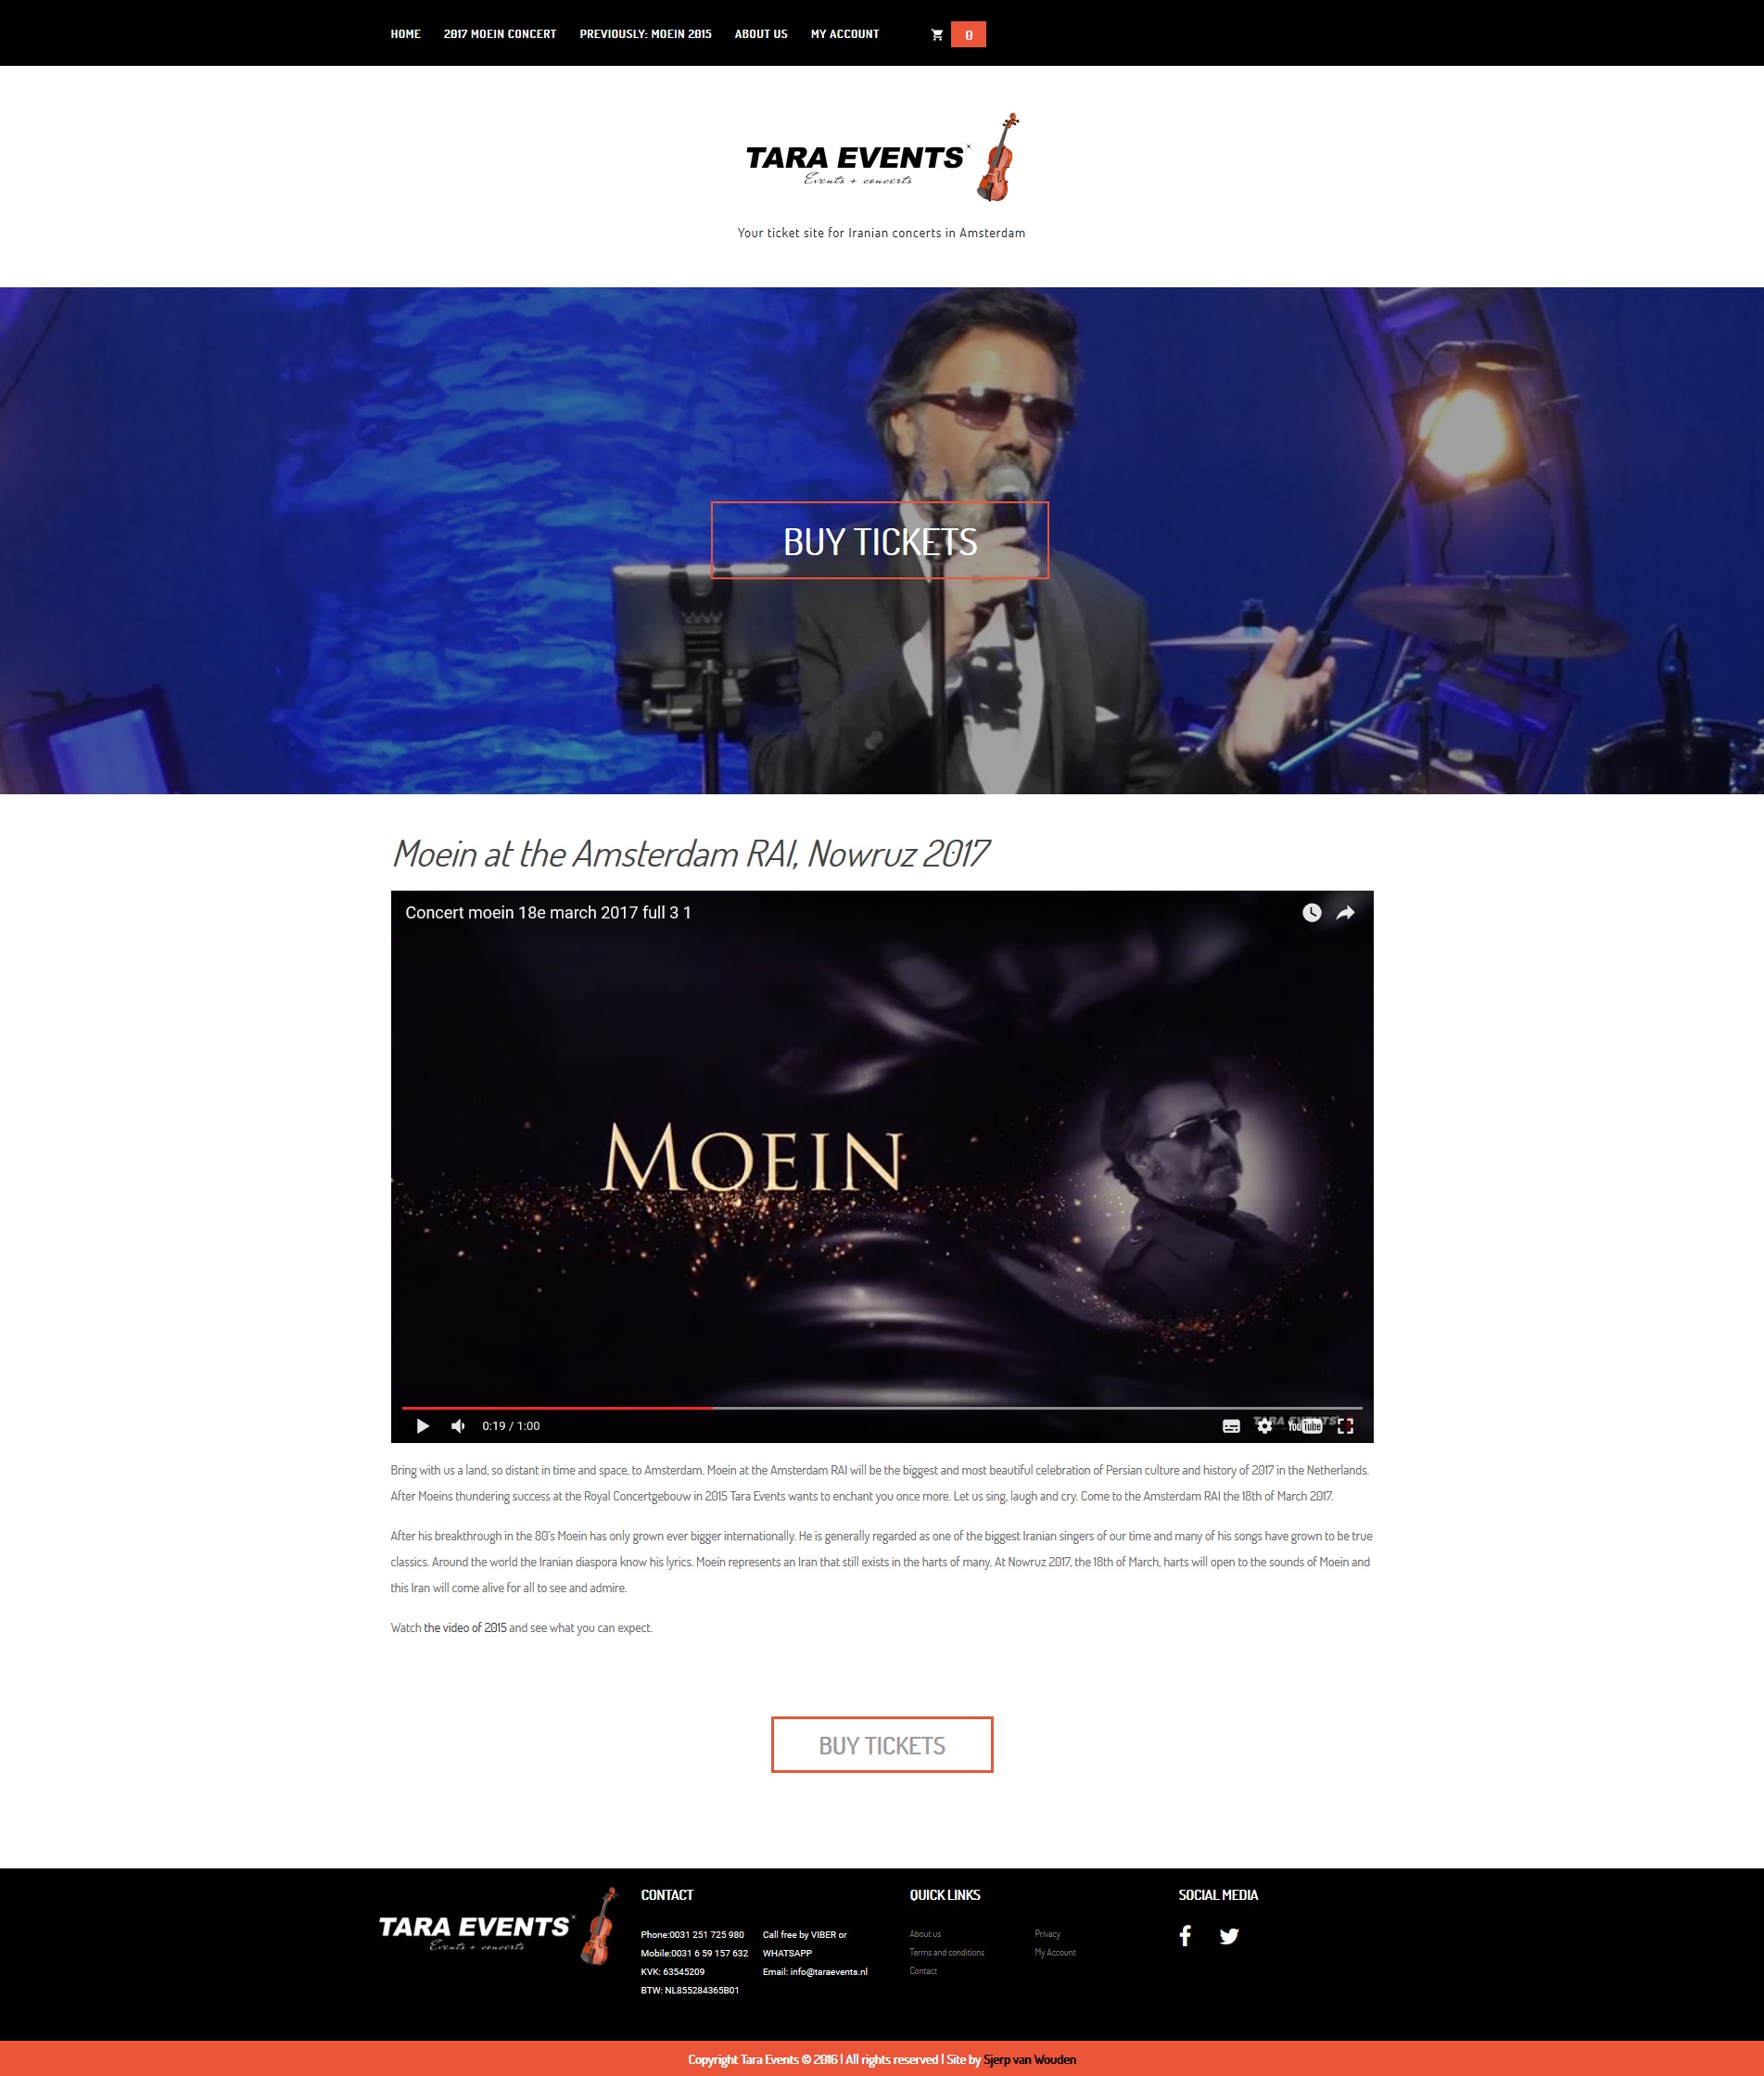 HOME 2017 MOEIN CONCERT PREVIOUSLY: MOEIN 2015 ABOUT US MY ACCOUNT 0
TARA EVENTS
Events + concerts
Your ticket site for Iranian concerts in Amsterdam
BUY TICKETS
Moein at the Amsterdam RAI, Nowruz 2017
Concert moein 18e march 2017 full 3 1
MOEIN
TARA EVENTS
0:19 / 1:00 YouTube
Bring with us a land, so distant in time and space, to Amsterdam. Moein at the Amsterdam RAI will be the biggest and most beautiful celebration of Persian culture and history of 2017 in the Netherlands.
After Moeins thundering success at the Royal Concertgebouw in 2015 Tara Events wants to enchant you once more. Let us sing, laugh and cry. Come to the Amsterdam RAI the 18th of March 2017.
After his breakthrough in the 80's Moein has only grown ever bigger internationally. He is generally regarded as one of the biggest Iranian singers of our time and many of his songs have grown to be true
classics. Around the world the Iranian diaspora know his lyrics. Moein represents an Iran that still exists in the harts of many. At Nowruz 2017, the 18th of March, harts will open to the sounds of Moein and
this Iran will come alive for all to see and admire.
Watch the video of 2015 and see what you can expect.
BUY TICKETS
TARA EVENTS
Events + concerts
CONTACT
Phone:0031 251 725 980
Mobile:0031 6 59 157 632
KVK: 63545209
BTW: NL855284365B01
Call free by VIBER or
WHATSAPP
Email: info@taraevents.nl
QUICK LINKS
About us
Terms and conditions
Contact
Privacy
My Account
SOCIAL MEDIA
Copyright Tara Events © 2016 | All rights reserved | Site by Sjerp van Wouden